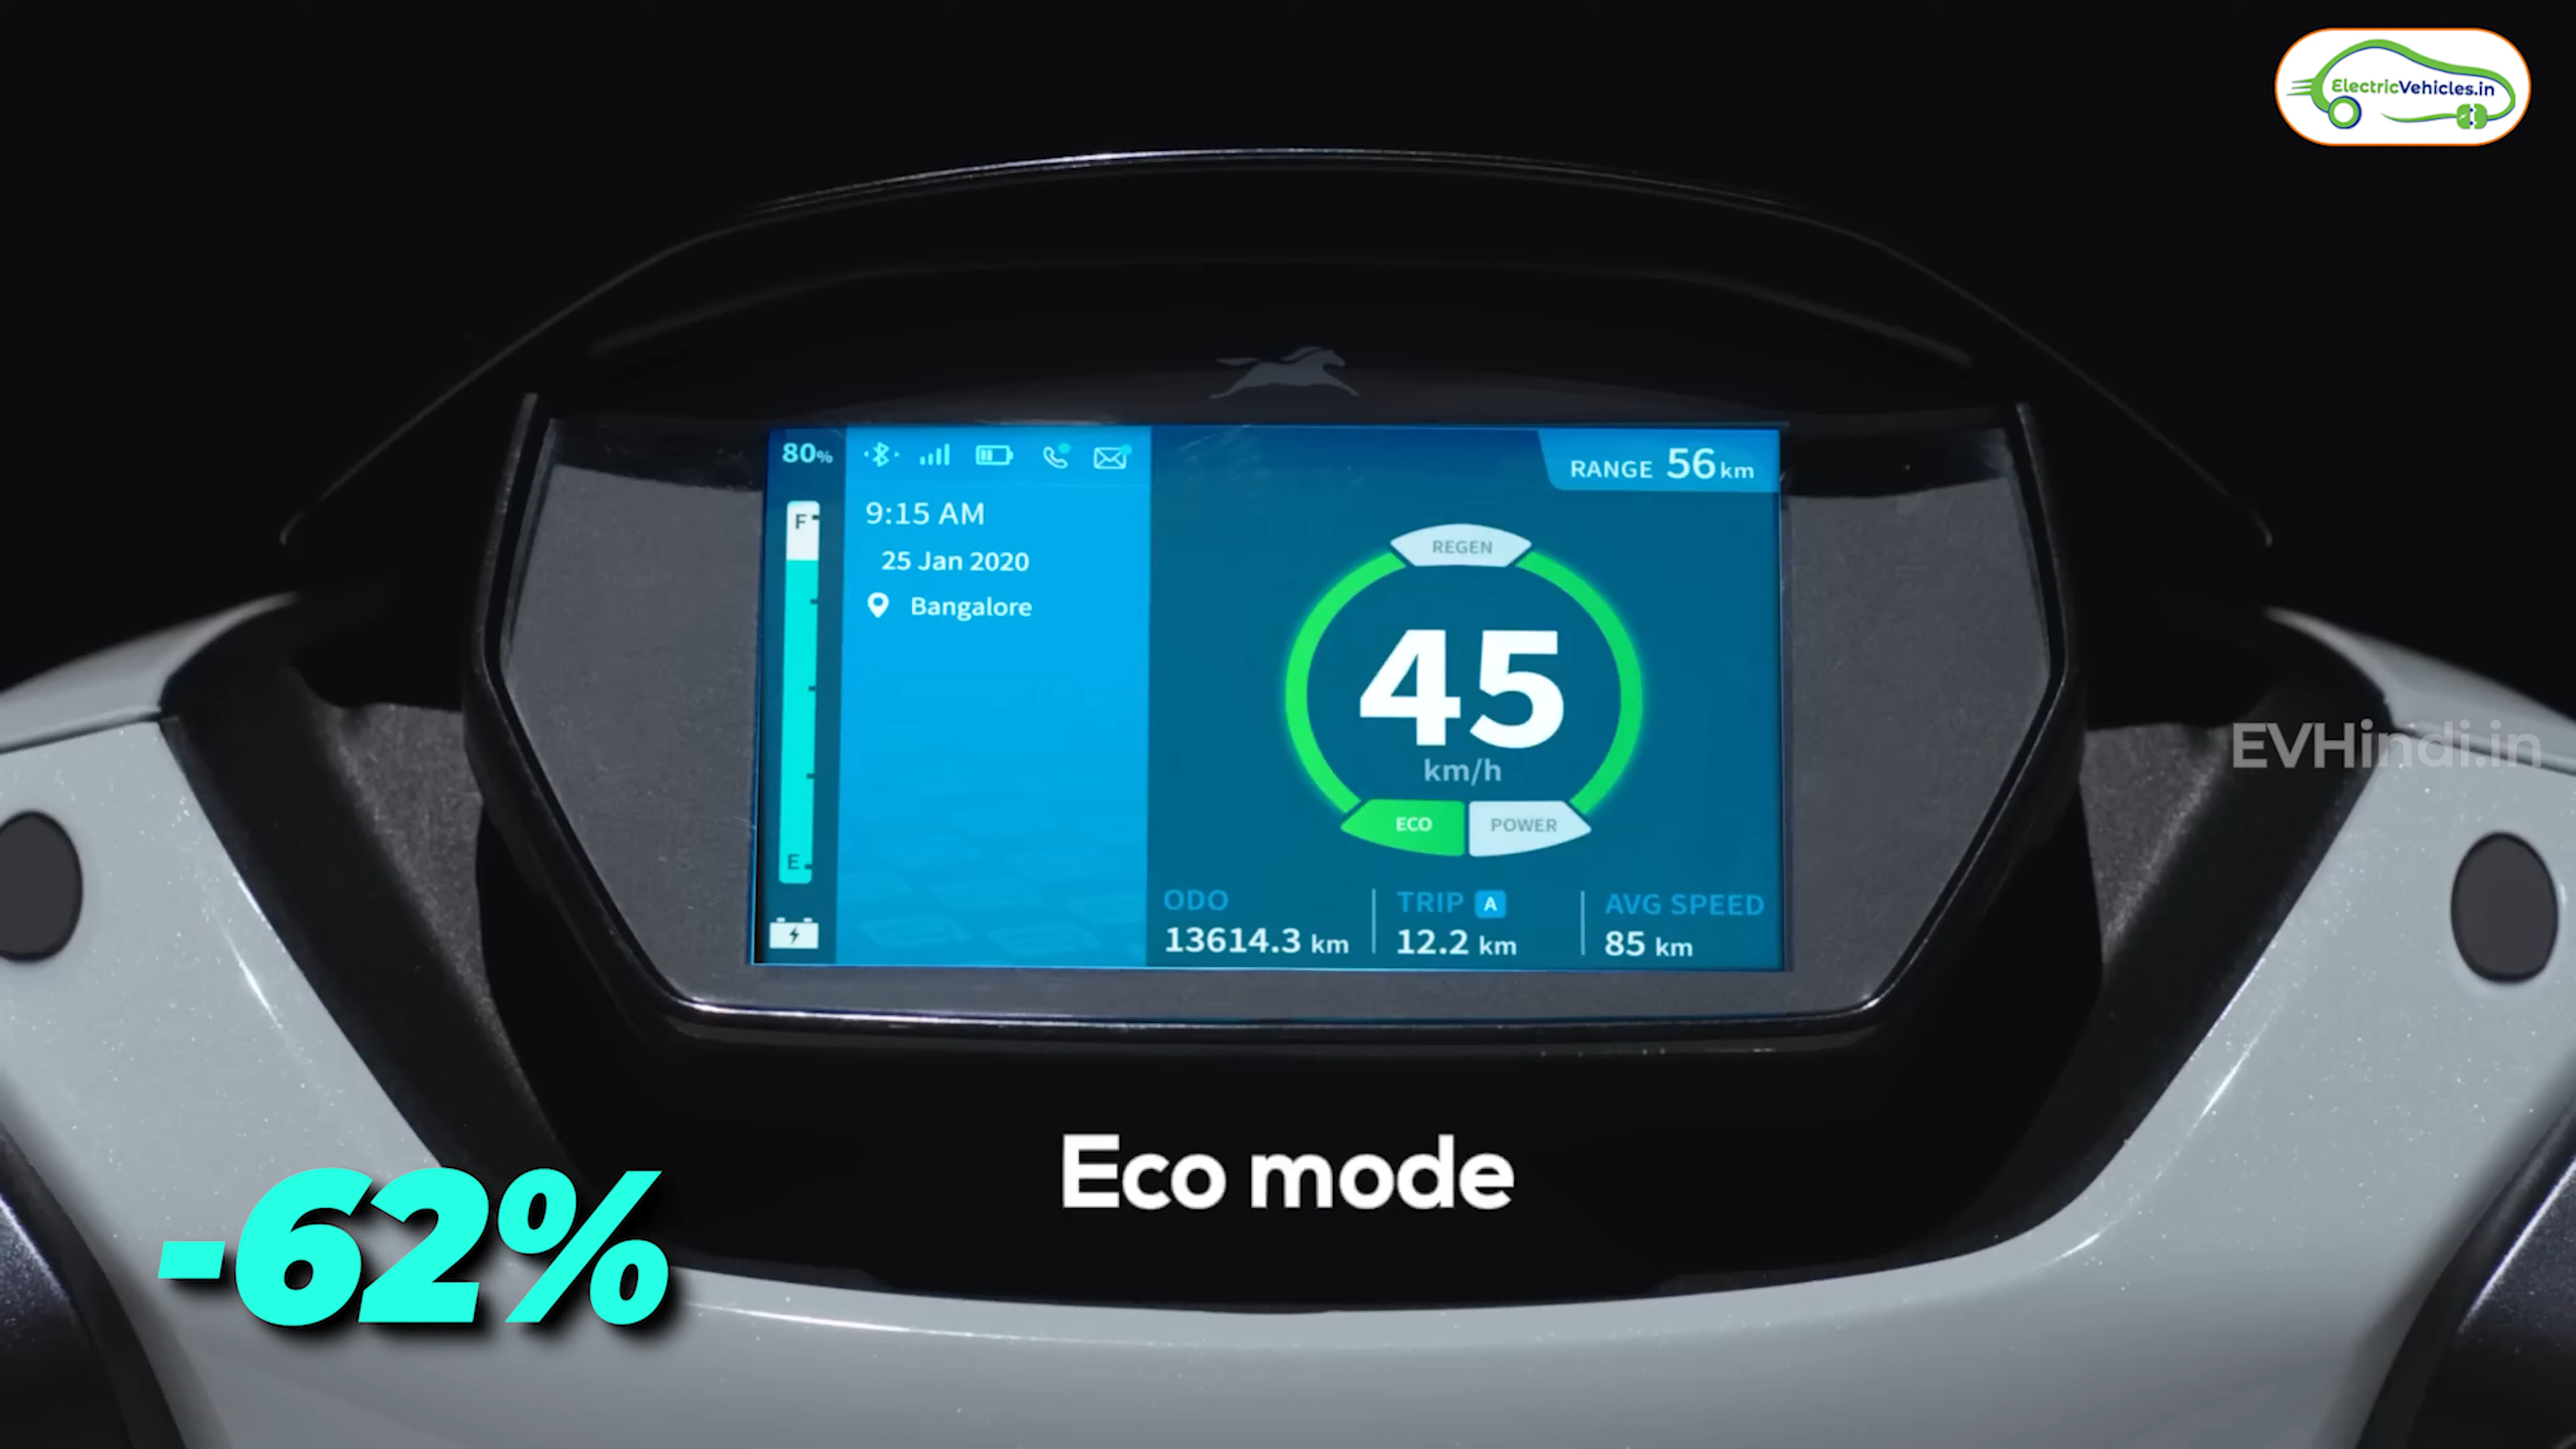 ElectricVehicles.in
80%
RANGE 56 km
F
9:15 AM
25 Jan 2020
Bangalore
REGEN
45
km/h
ECO POWER
E
ODO TRIP A AVG SPEED
13614.3 km 12.2 km 85 km
EVHindi.in
Eco mode
-62%